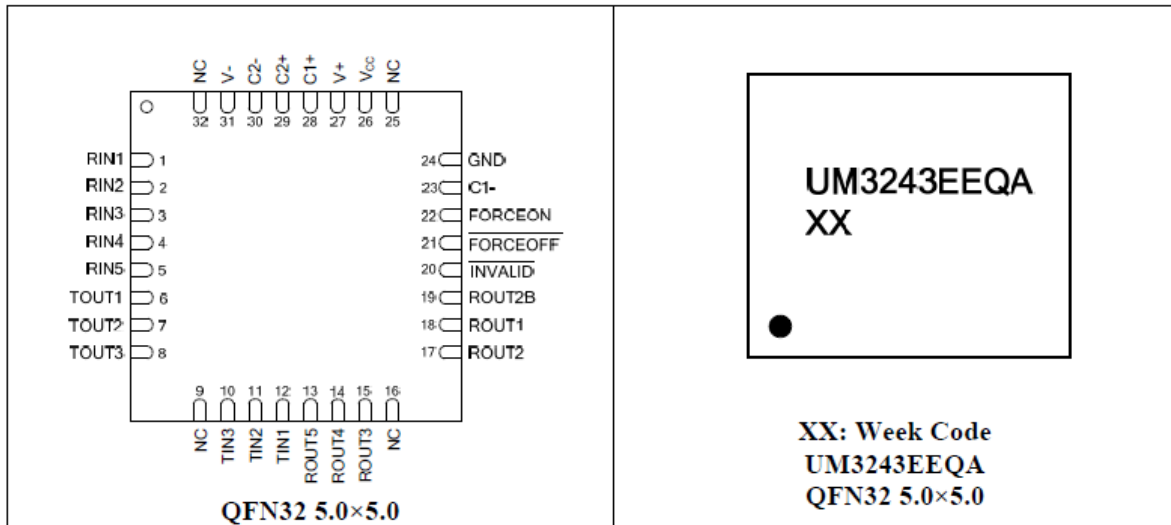 NC V- C2- C2+ C1+ V+ VCC NC
32 31 30 29 28 27 26 25
RIN1 1
RIN2 2
RIN3 3
RIN4 4
RIN5 5
TOUT1 6
TOUT2 7
TOUT3 8
24 GND
23 C1-
22 FORCEON
21 FORCEOFF
20 INVALID
19 ROUT2B
18 ROUT1
17 ROUT2
9 10 11 12 13 14 15 16
NC TIN3 TIN2 TIN1 ROUT5 ROUT4 ROUT3 NC
QFN32 5.0×5.0
UM3243EEQA
XX
XX: Week Code
UM3243EEQA
QFN32 5.0×5.0